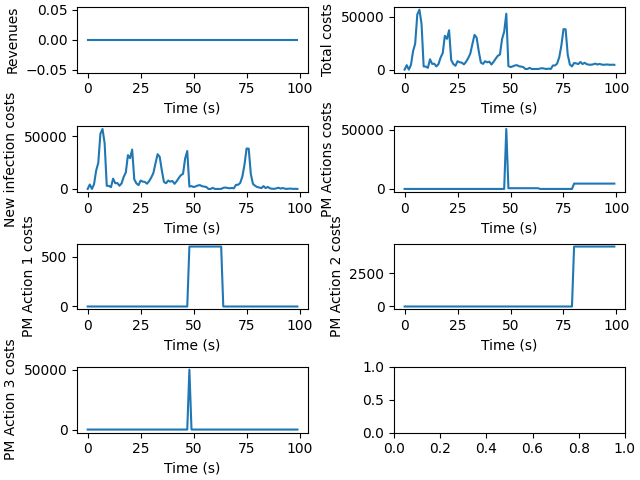 Revenues
0.05
0.00
−0.05
0 25 50 75 100
Time (s)
Total costs
50000
0
0 25 50 75 100
Time (s)
New infection costs
50000
0
0 25 50 75 100
Time (s)
PM Actions costs
50000
0
0 25 50 75 100
Time (s)
PM Action 1 costs
500
0
0 25 50 75 100
Time (s)
PM Action 2 costs
2500
0
0 25 50 75 100
Time (s)
PM Action 3 costs
50000
0
0 25 50 75 100
Time (s)
1.0
0.5
0.0
0.0 0.2 0.4 0.6 0.8 1.0